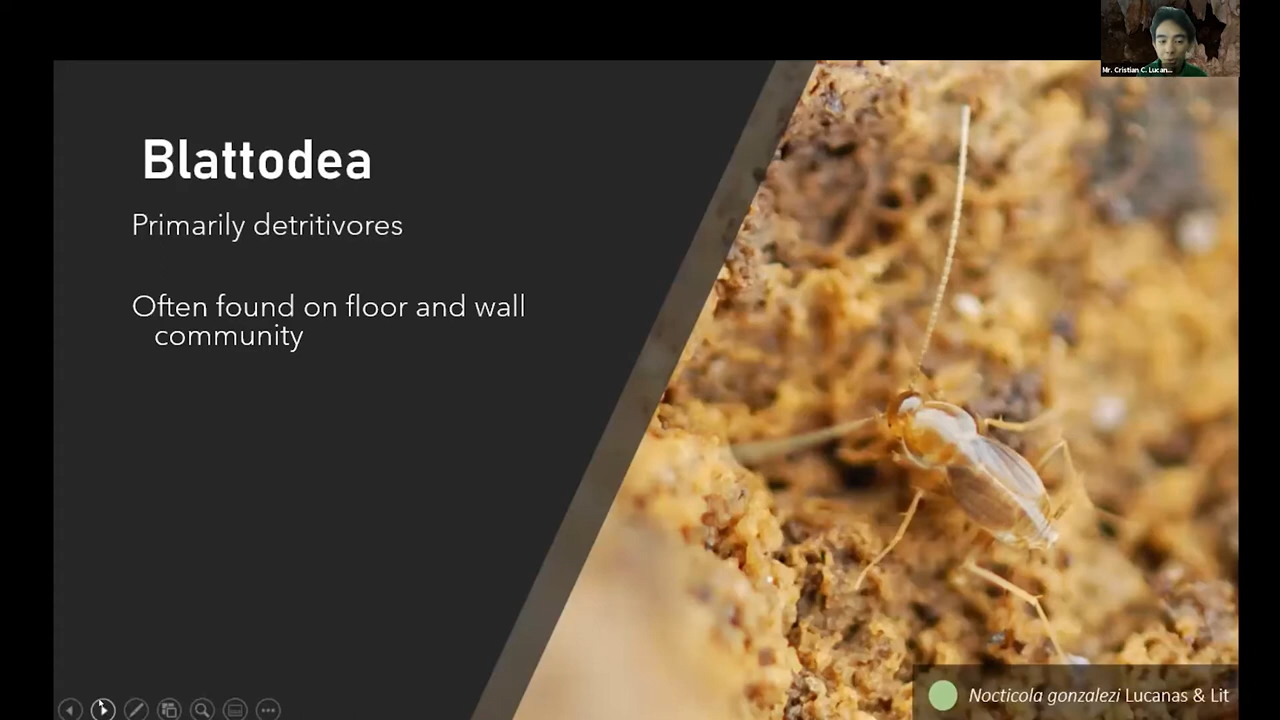 Mr. Cristian C. Lucan...
Blattodea
Primarily detritivores
Often found on floor and wall
community
Nocticola gonzalezi Lucanas & Lit